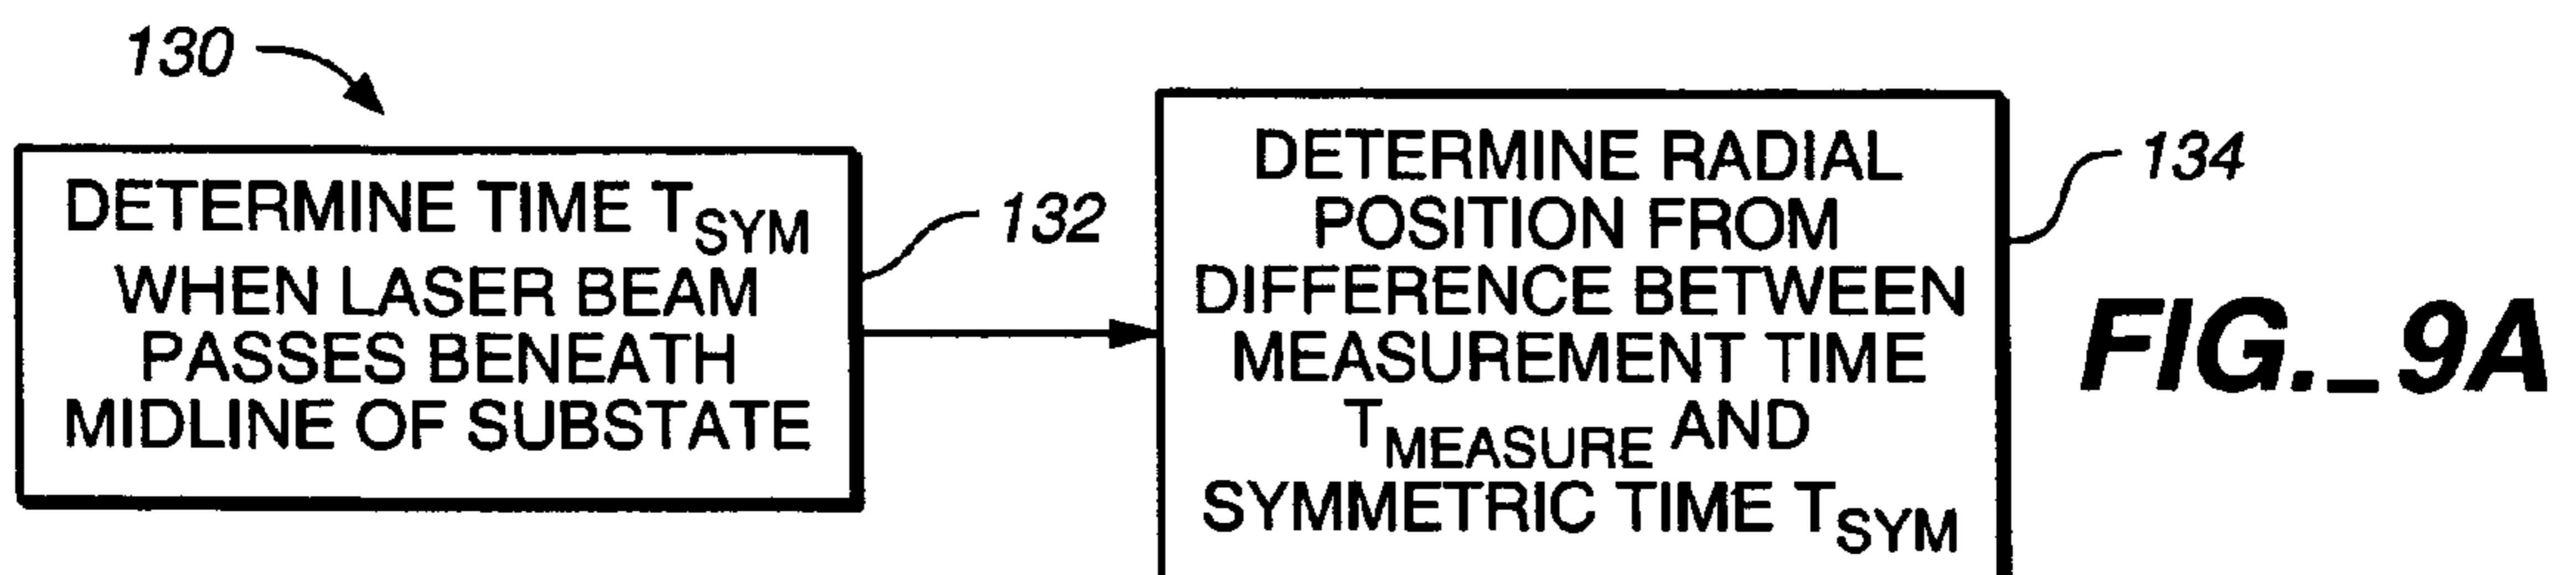 130
DETERMINE TIME TSYM
WHEN LASER BEAM
PASSES BENEATH
MIDLINE OF SUBSTATE
132
DETERMINE RADIAL
POSITION FROM
DIFFERENCE BETWEEN
MEASUREMENT TIME
TMEASURE AND
SYMMETRIC TIME TSYM
134
FIG._9A